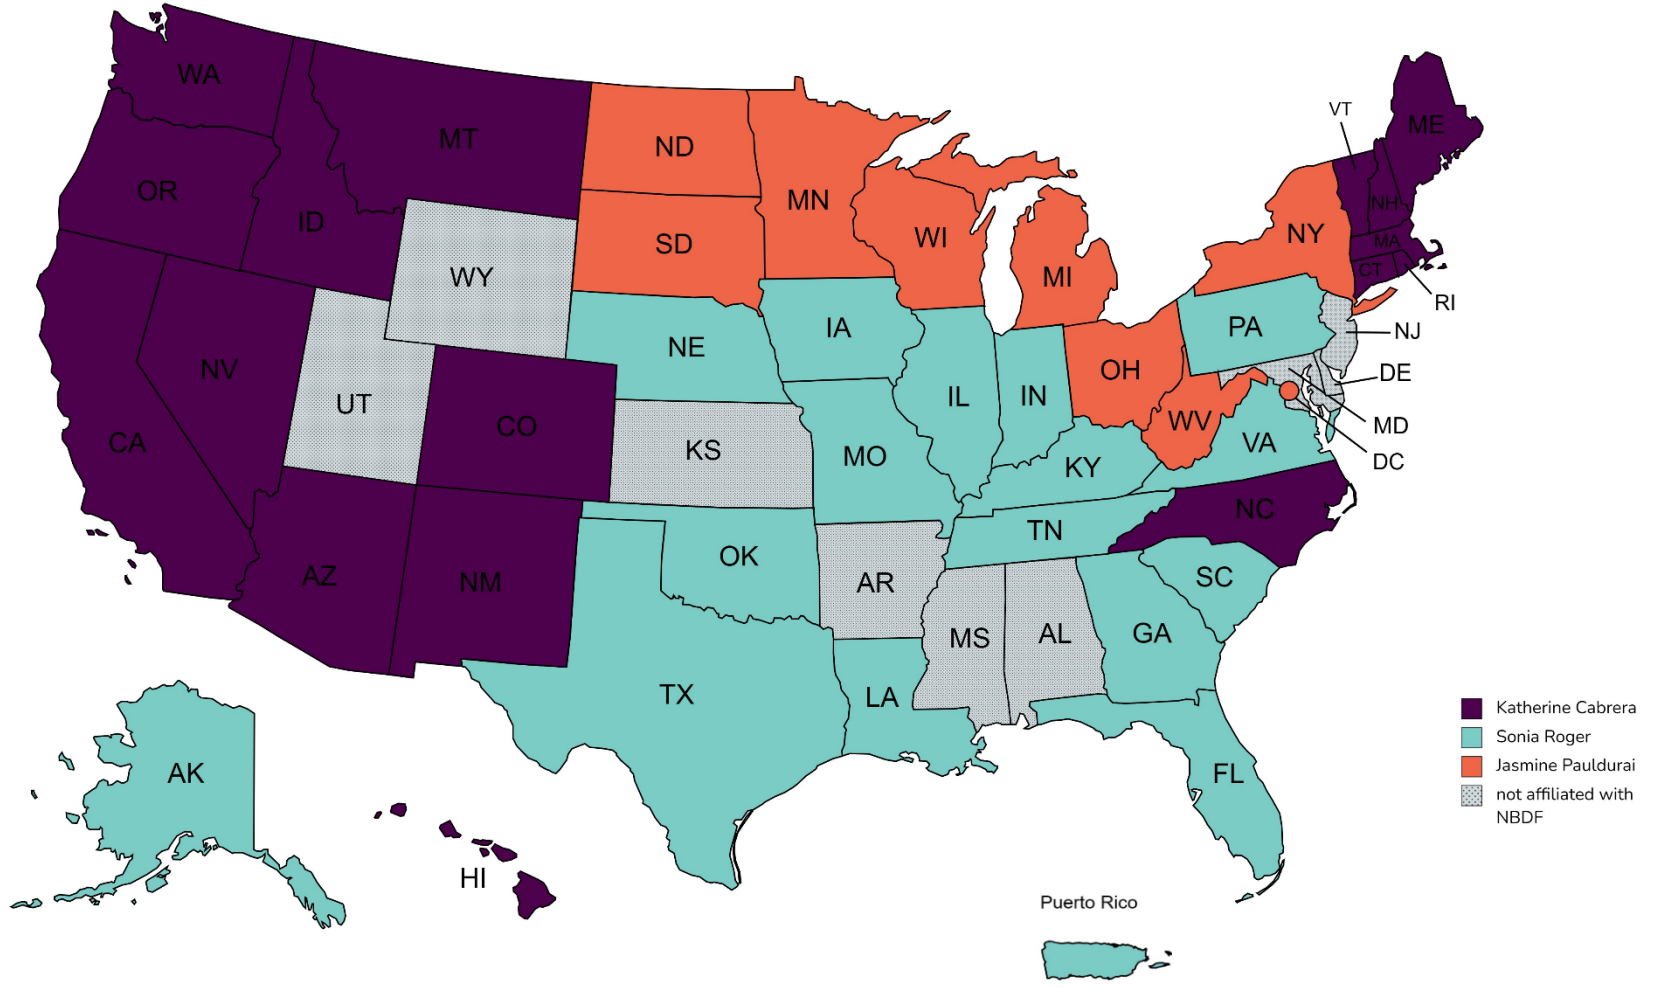 WA
MT
ND
MN
VT
ME
OR
ID
SD
WI
MI
NY
NH
MA
CT
RI
WY
NE
IA
PA
NJ
NV
UT
CO
KS
IL
IN
OH
WV
DE
MD
DC
CA
MO
KY
VA
AZ
NM
OK
AR
TN
NC
SC
MS
AL
GA
TX
LA
FL
AK
HI
Katherine Cabrera
Sonia Roger
Jasmine Pauldurai
not affiliated with
NBDF
Puerto Rico